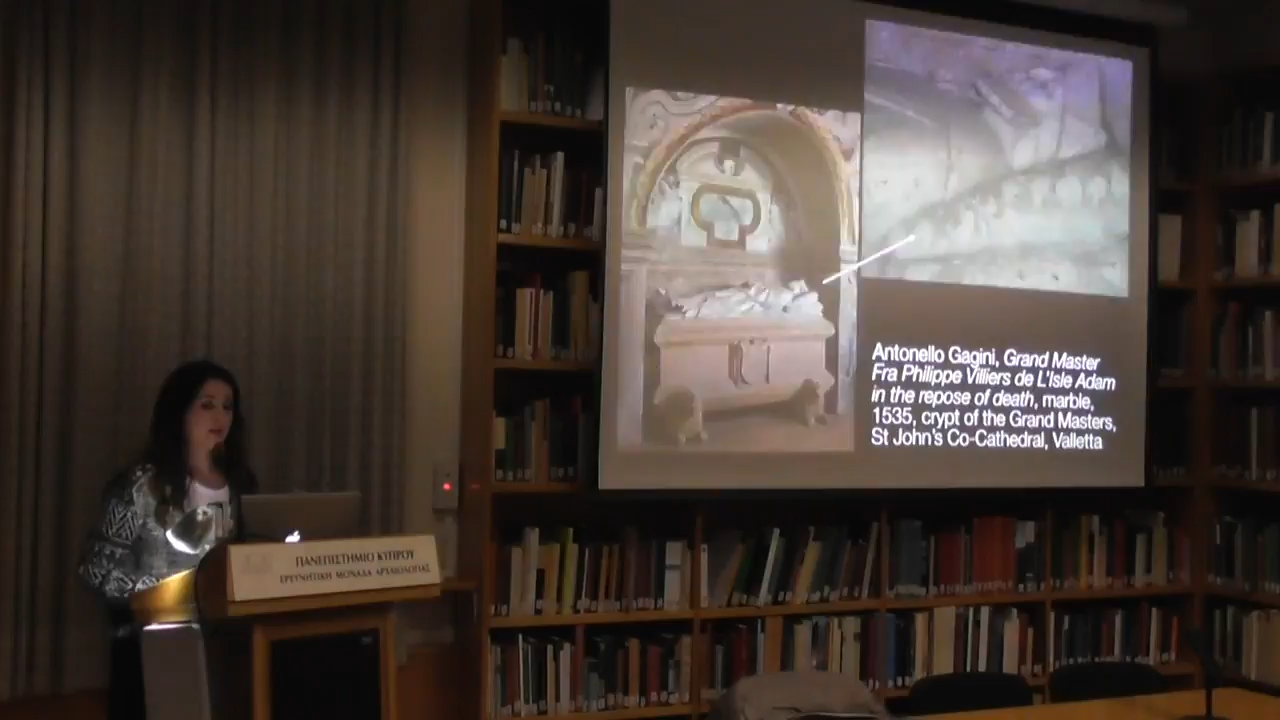 Antonello Gagini, Grand Master
Fra Philippe Villiers de L'Isle Adam
in the repose of death, marble,
1535, crypt of the Grand Masters,
St John's Co-Cathedral, Valletta
ΠΑΝΕΠΙΣΤΗΜΙΟ ΚΥΠΡΟΥ
ΕΡΕΥΝΗΤΙΚΗ ΜΟΝΑΔΑ ΑΡΧΑΙΟΛΟΓΙΑΣ